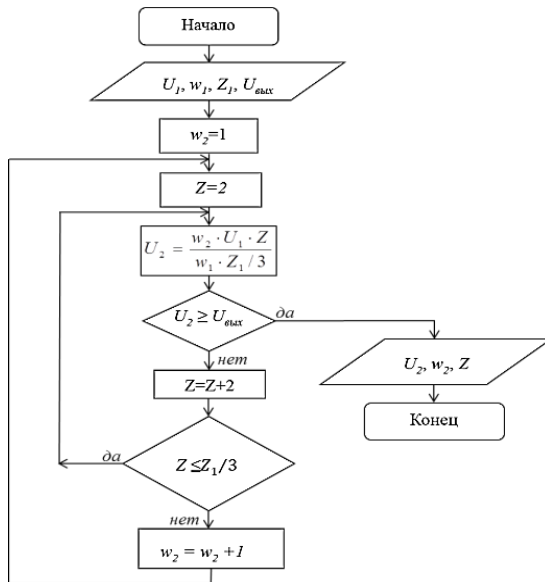 Начало
U₁, w₁, Z₁, Uвых
w₂=1
Z=2
U₂ = w₂ · U₁ · Z / w₁ · Z₁ / 3
U₂ ≥ Uвых
да
нет
Z=Z+2
U₂, w₂, Z
Конец
Z ≤Z₁/3
да
нет
w₂ = w₂ +1